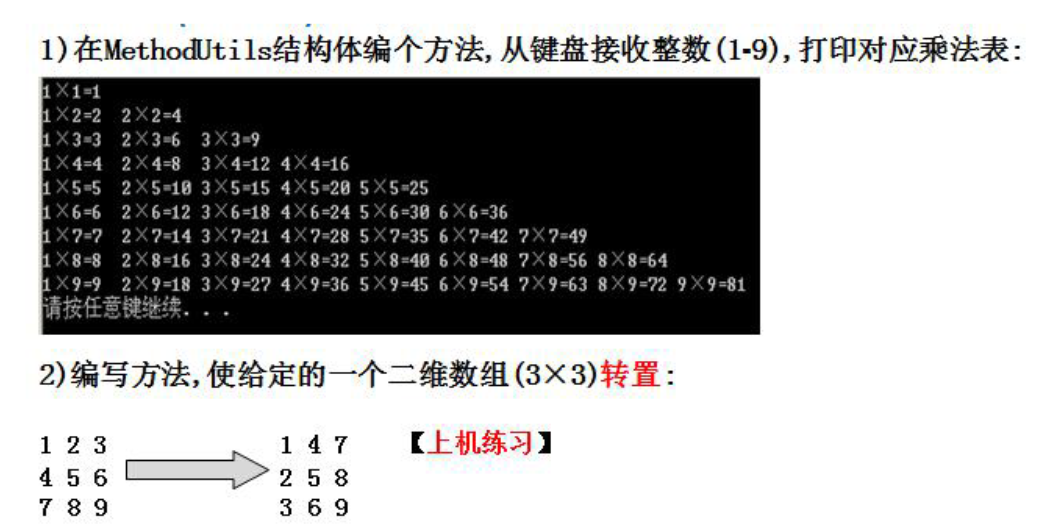 1)在MethodUtils结构体编个方法,从键盘接收整数(1-9),打印对应乘法表:
1×1=1
1×2=2 2×2=4
1×3=3 2×3=6 3×3=9
1×4=4 2×4=8 3×4=12 4×4=16
1×5=5 2×5=10 3×5=15 4×5=20 5×5=25
1×6=6 2×6=12 3×6=18 4×6=24 5×6=30 6×6=36
1×7=7 2×7=14 3×7=21 4×7=28 5×7=35 6×7=42 7×7=49
1×8=8 2×8=16 3×8=24 4×8=32 5×8=40 6×8=48 7×8=56 8×8=64
1×9=9 2×9=18 3×9=27 4×9=36 5×9=45 6×9=54 7×9=63 8×9=72 9×9=81
请按任意键继续. . .
2)编写方法,使给定的一个二维数组(3×3)转置:
1 2 3 1 4 7 【上机练习】
4 5 6 2 5 8
7 8 9 3 6 9